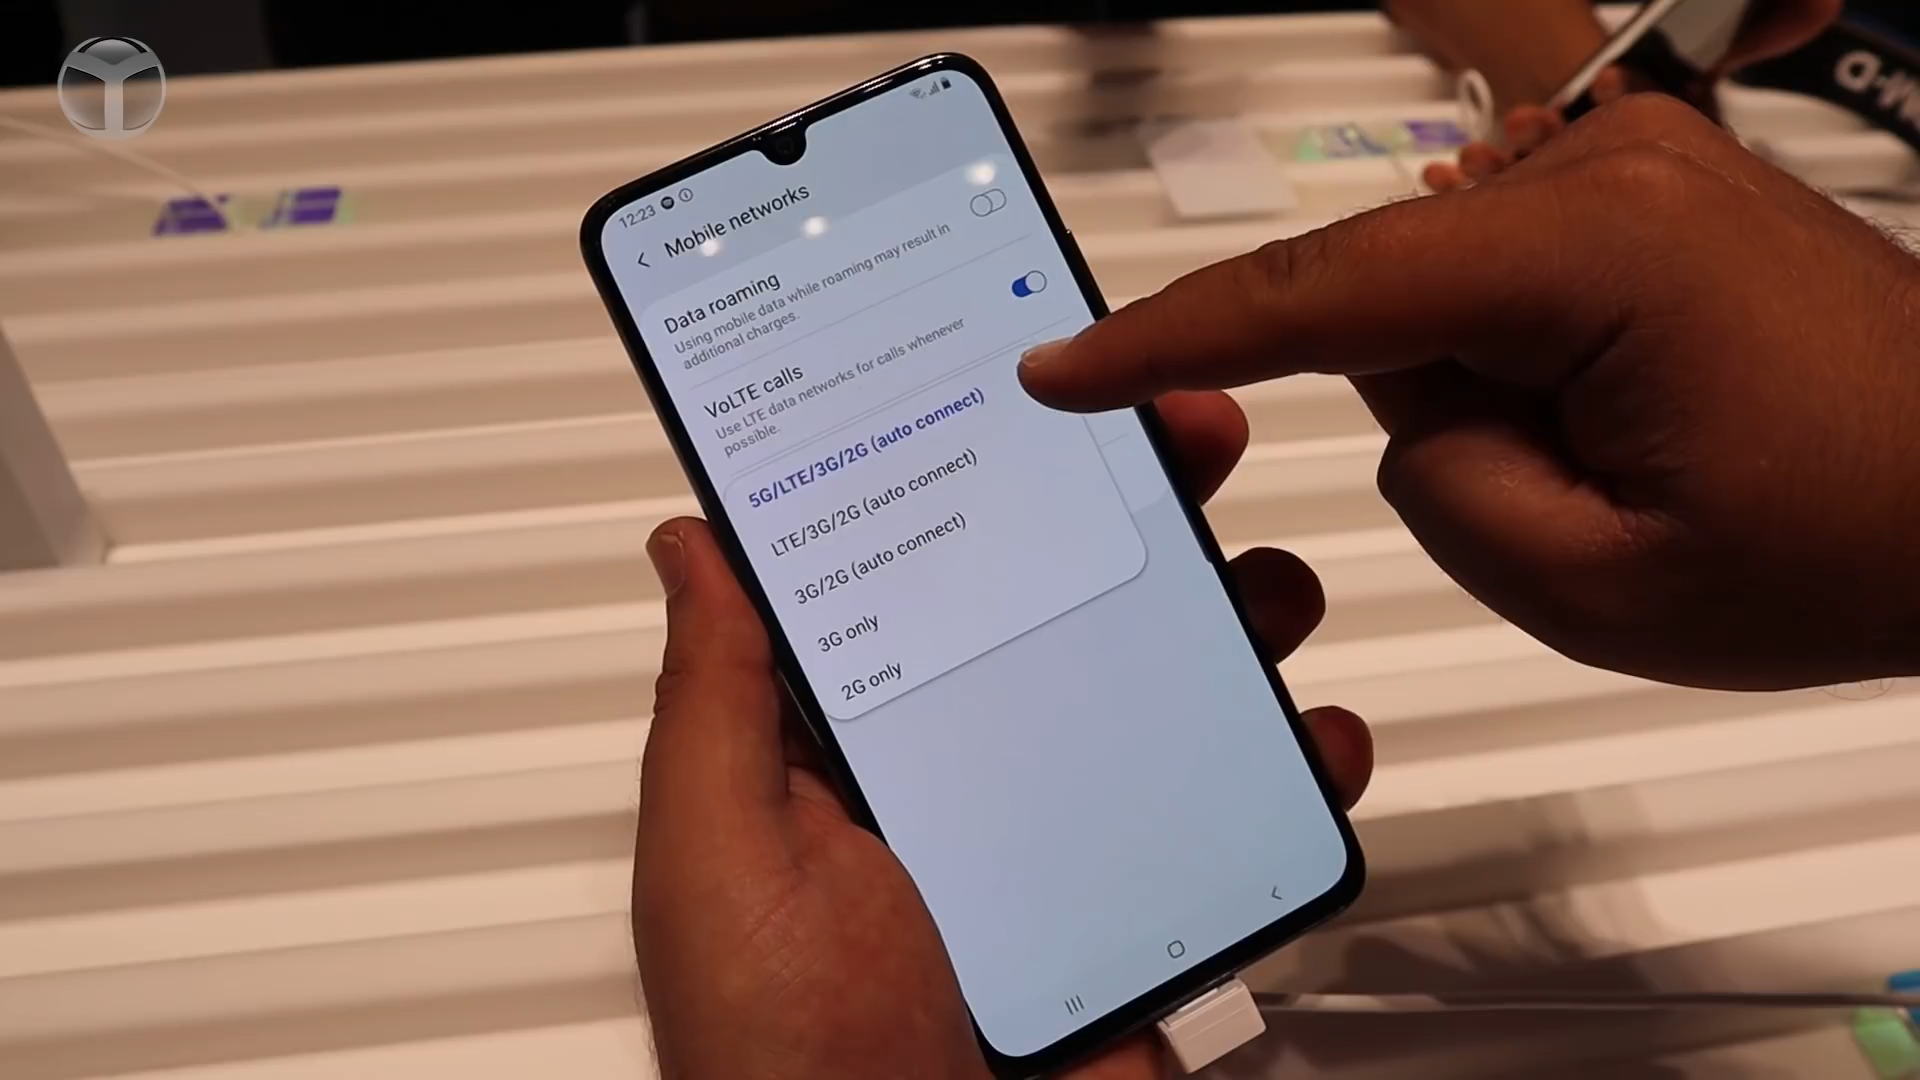 12:23
Mobile networks
Data roaming
Using mobile data while roaming may result in
additional charges.
VoLTE calls
Use LTE data networks for calls whenever
possible.
5G/LTE/3G/2G (auto connect)
LTE/3G/2G (auto connect)
3G/2G (auto connect)
3G only
2G only